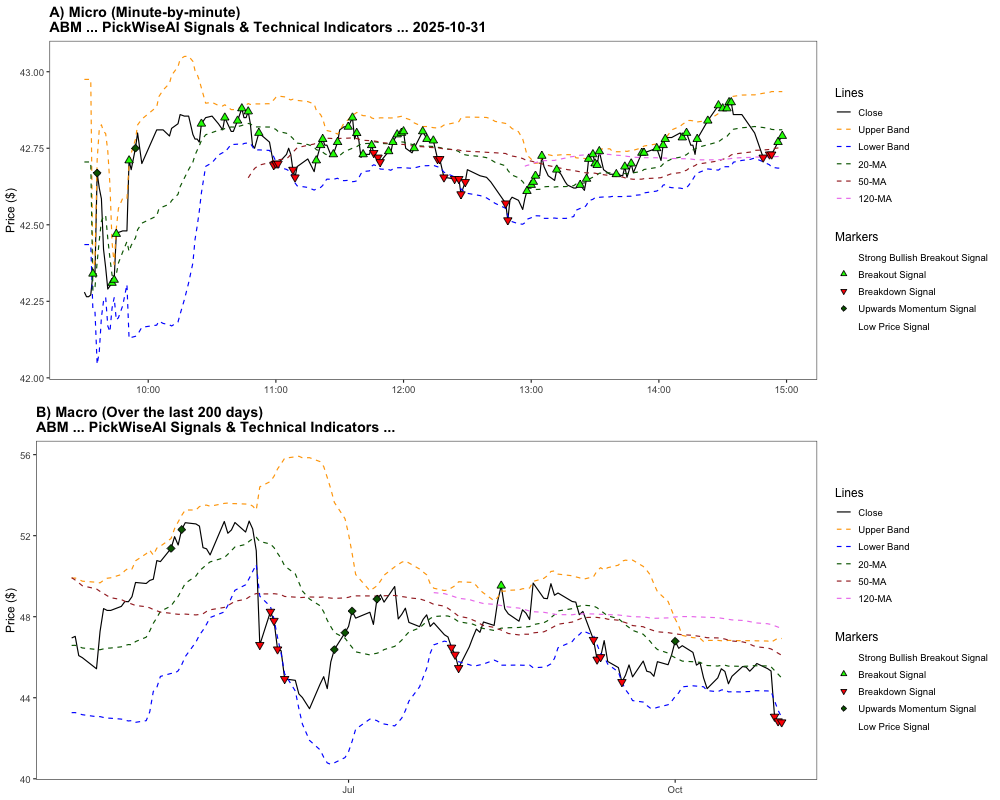 A) Micro (Minute-by-minute)
ABM ... PickWiseAI Signals & Technical Indicators ... 2025-10-31
Price ($)
43.00
42.75
42.50
42.25
42.00
10:00
11:00
12:00
13:00
14:00
15:00
Lines
Close
Upper Band
Lower Band
20-MA
50-MA
120-MA
Markers
Strong Bullish Breakout Signal
Breakout Signal
Breakdown Signal
Upwards Momentum Signal
Low Price Signal
B) Macro (Over the last 200 days)
ABM ... PickWiseAI Signals & Technical Indicators ...
Price ($)
56
52
48
44
40
Jul
Oct
Lines
Close
Upper Band
Lower Band
20-MA
50-MA
120-MA
Markers
Strong Bullish Breakout Signal
Breakout Signal
Breakdown Signal
Upwards Momentum Signal
Low Price Signal